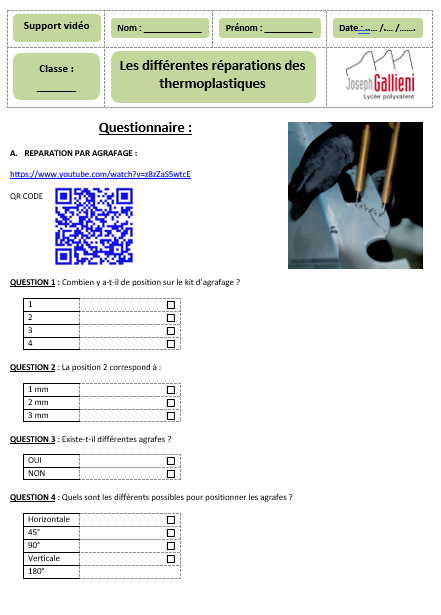 Support vidéo
Nom : ____________
Prénom : __________
Date : .... /.... /.......
Classe :
________
Les différentes réparations des
thermoplastiques
Joseph Gallieni
Lycée polyvalent
Questionnaire :
A. REPARATION PAR AGRAFAGE :
https://www.youtube.com/watch?v=z8zZaS5wtcE
QR CODE
QUESTION 1 : Combien y a-t-il de position sur le kit d'agrafage ?
1
2
3
4
QUESTION 2 : La position 2 correspond à :
1 mm
2 mm
3 mm
QUESTION 3 : Existe-t-il différentes agrafes ?
OUI
NON
QUESTION 4 : Quels sont les différents possibles pour positionner les agrafes ?
Horizontale
45°
90°
Verticale
180°